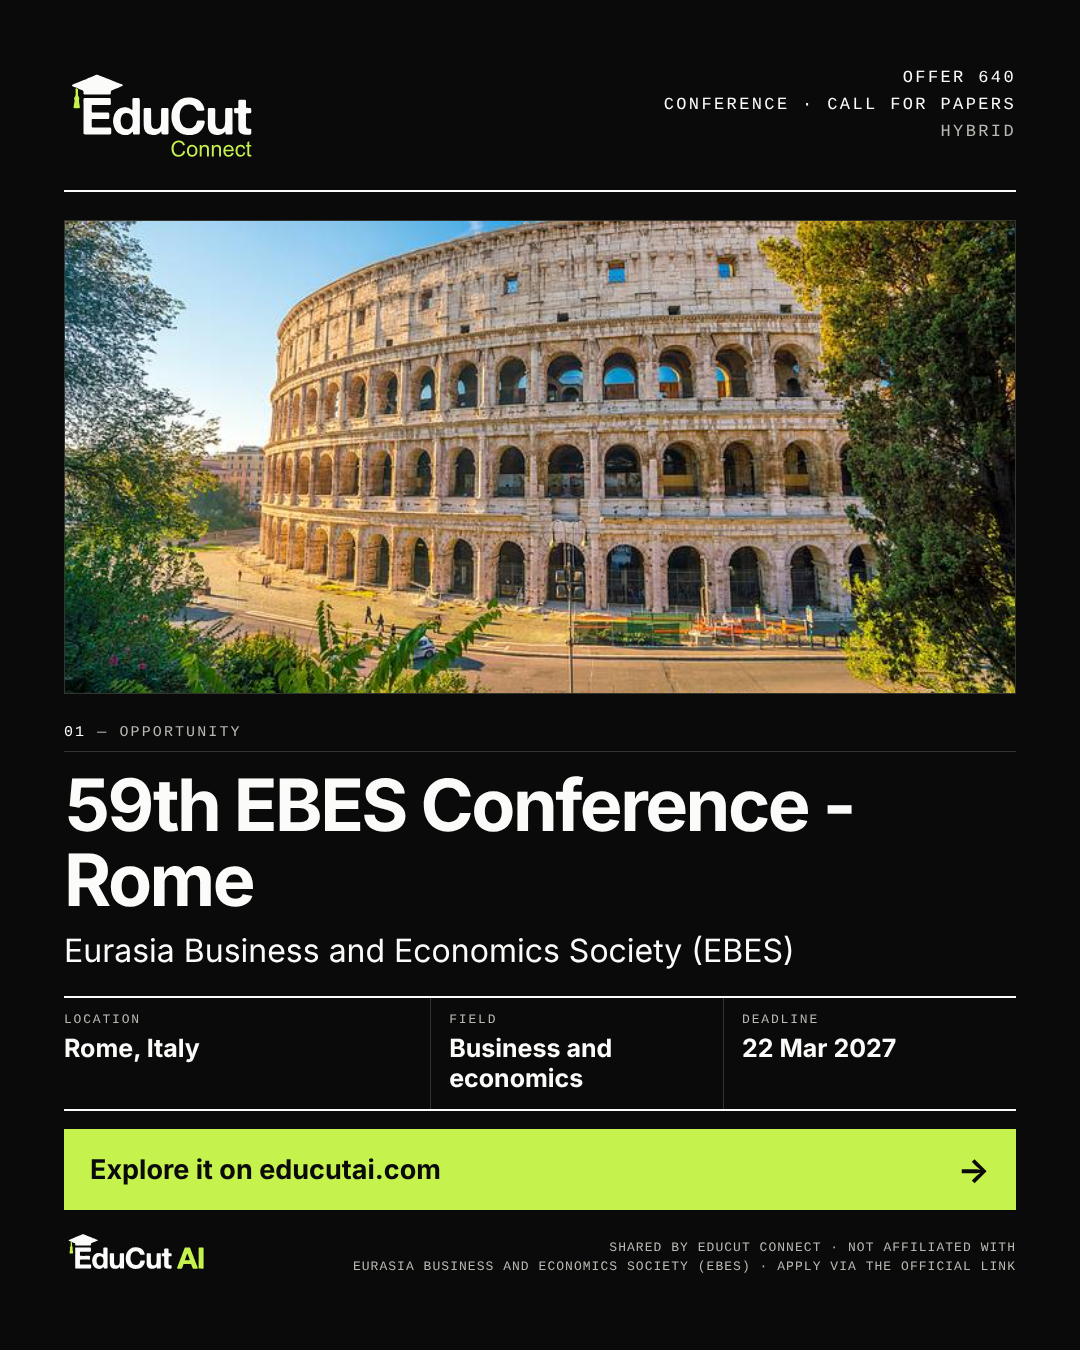 EduCut
Connect
OFFER 640
CONFERENCE · CALL FOR PAPERS
HYBRID
01 — OPPORTUNITY
59th EBES Conference -
Rome
Eurasia Business and Economics Society (EBES)
LOCATION
Rome, Italy
FIELD
Business and
economics
DEADLINE
22 Mar 2027
Explore it on educutai.com →
EduCut AI
SHARED BY EDUCUT CONNECT · NOT AFFILIATED WITH
EURASIA BUSINESS AND ECONOMICS SOCIETY (EBES) · APPLY VIA THE OFFICIAL LINK